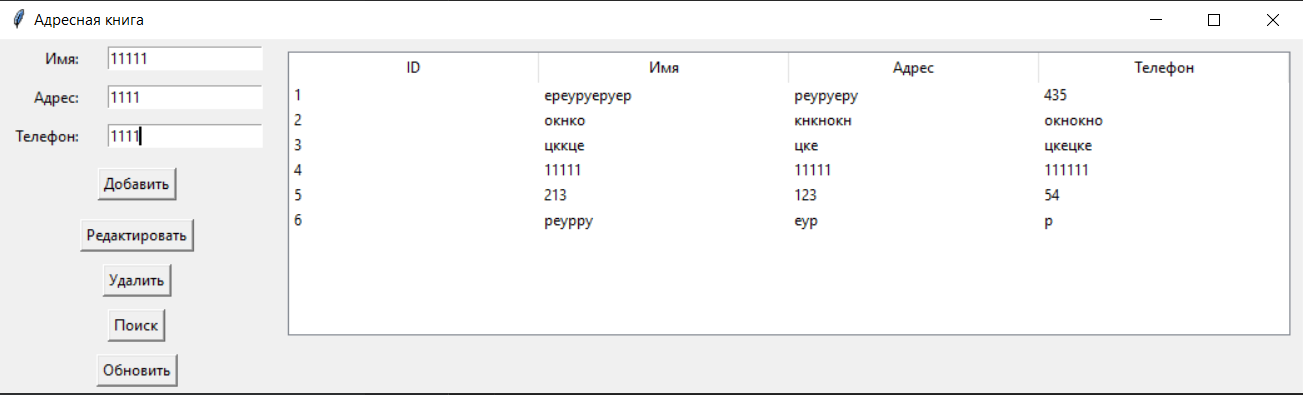 Адресная книга
Имя: 11111
Адрес: 1111
Телефон: 1111
Добавить
Редактировать
Удалить
Поиск
Обновить
ID Имя Адрес Телефон
1 ереуруеруер реуруеру 435
2 окнко кнкнокн окнокно
3 цккце цке цкецке
4 11111 11111 111111
5 213 123 54
6 реурру еур р